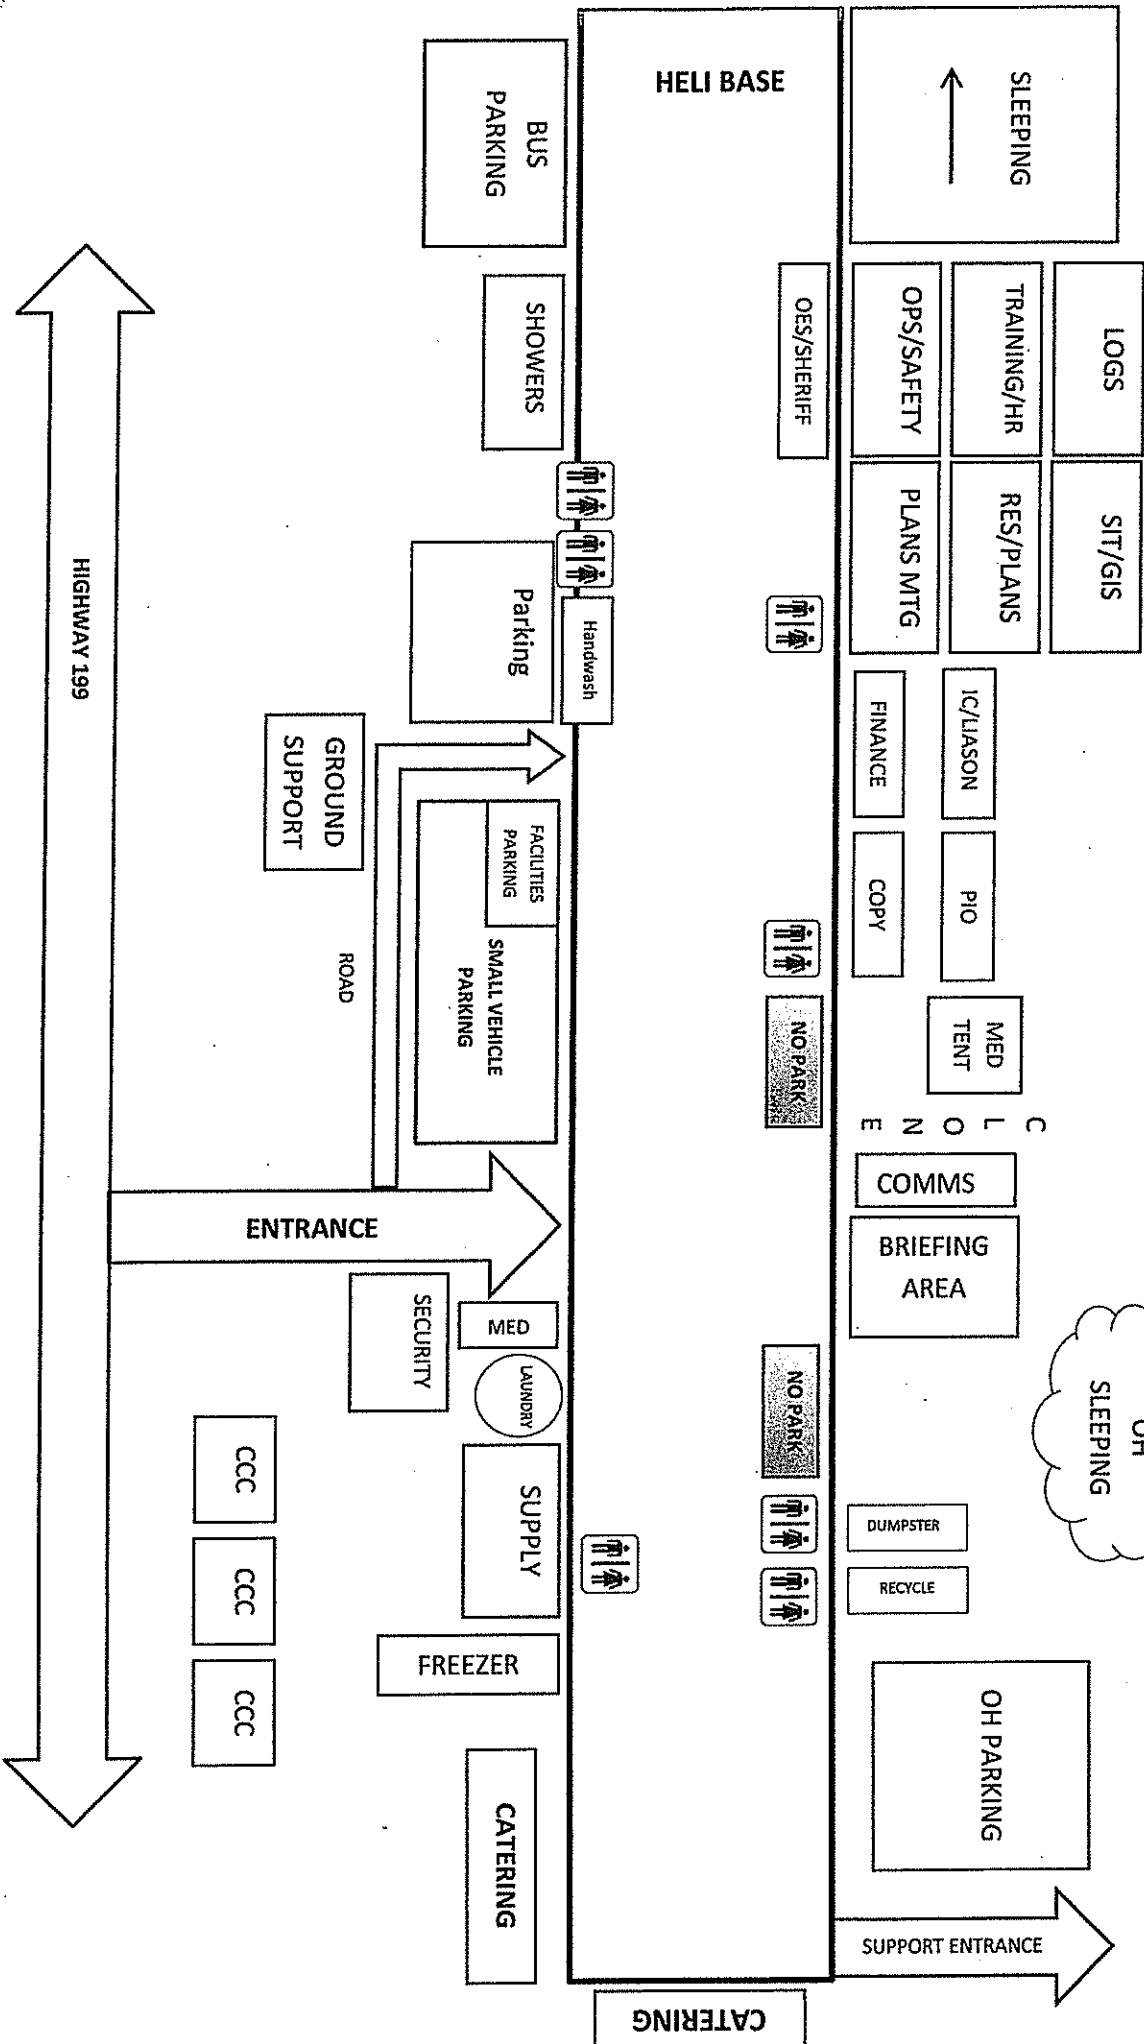 HELI BASE
SLEEPING
BUS
PARKING
SHOWERS
OES/SHERIFF
OPS/SAFETY
TRAINING/HR
LOGS
PLANS MTG
RES/PLANS
SIT/GIS
Parking
Handwash
HIGHWAY 199
GROUND
SUPPORT
FINANCE
IC/LIASON
FACILITIES
PARKING
SMALL VEHICLE
PARKING
ROAD
COPY
PIO
NO PARK
MED
TENT
C L O N E
COMMS
ENTRANCE
BRIEFING
AREA
SECURITY
MED
LAUNDRY
NO PARK
OH
SLEEPING
CCC
CCC
CCC
SUPPLY
DUMPSTER
RECYCLE
FREEZER
OH PARKING
CATERING
SUPPORT ENTRANCE
CATERING